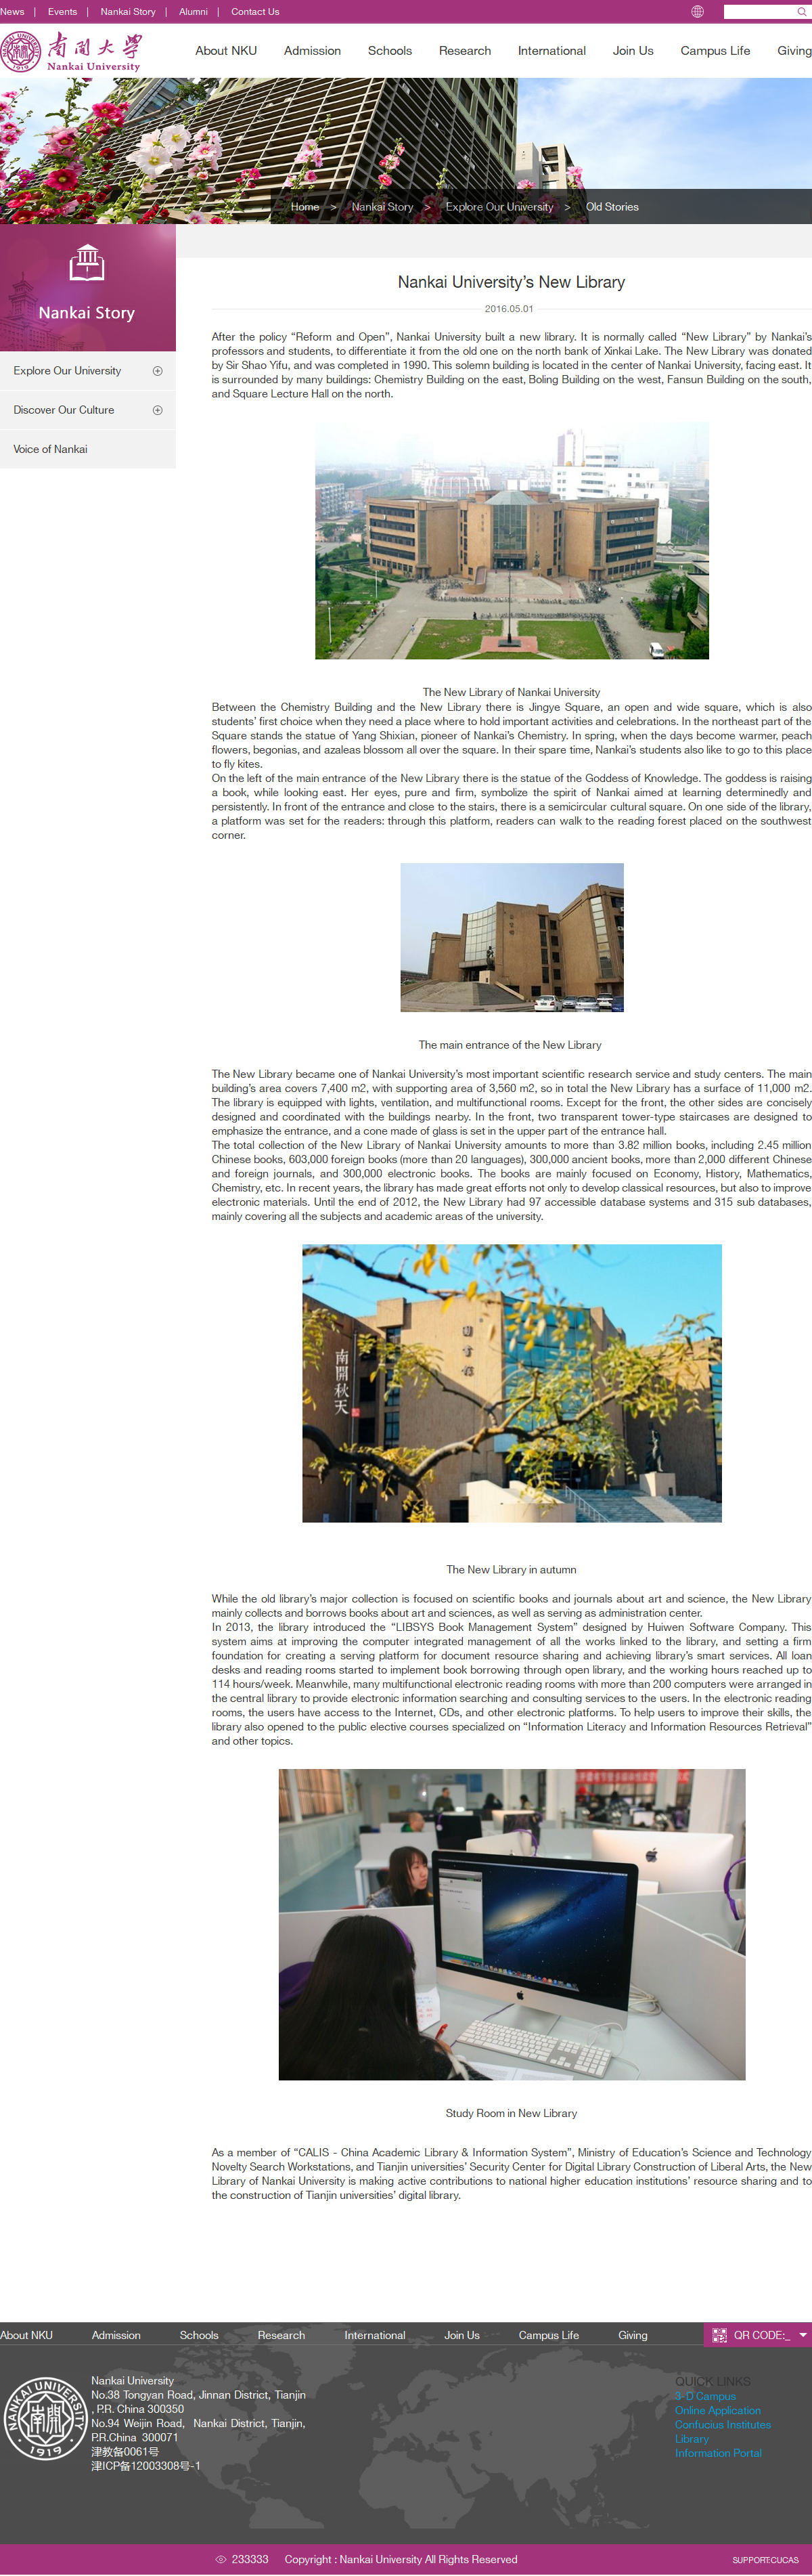 News | Events | Nankai Story | Alumni | Contact Us
南開大學
Nankai University
NANKAI UNIVERSITY
1919
About NKU Admission Schools Research International Join Us Campus Life Giving
Home > Nankai Story > Explore Our University > Old Stories
Nankai Story
Explore Our University
Discover Our Culture
Voice of Nankai
Nankai University’s New Library
2016.05.01
After the policy “Reform and Open”, Nankai University built a new library. It is normally called “New Library” by Nankai’s
professors and students, to differentiate it from the old one on the north bank of Xinkai Lake. The New Library was donated
by Sir Shao Yifu, and was completed in 1990. This solemn building is located in the center of Nankai University, facing east. It
is surrounded by many buildings: Chemistry Building on the east, Boling Building on the west, Fansun Building on the south,
and Square Lecture Hall on the north.
The New Library of Nankai University
Between the Chemistry Building and the New Library there is Jingye Square, an open and wide square, which is also
students’ first choice when they need a place where to hold important activities and celebrations. In the northeast part of the
Square stands the statue of Yang Shixian, pioneer of Nankai’s Chemistry. In spring, when the days become warmer, peach
flowers, begonias, and azaleas blossom all over the square. In their spare time, Nankai’s students also like to go to this place
to fly kites.
On the left of the main entrance of the New Library there is the statue of the Goddess of Knowledge. The goddess is raising
a book, while looking east. Her eyes, pure and firm, symbolize the spirit of Nankai aimed at learning determinedly and
persistently. In front of the entrance and close to the stairs, there is a semicircular cultural square. On one side of the library,
a platform was set for the readers: through this platform, readers can walk to the reading forest placed on the southwest
corner.
The main entrance of the New Library
The New Library became one of Nankai University’s most important scientific research service and study centers. The main
building’s area covers 7,400 m2, with supporting area of 3,560 m2, so in total the New Library has a surface of 11,000 m2.
The library is equipped with lights, ventilation, and multifunctional rooms. Except for the front, the other sides are concisely
designed and coordinated with the buildings nearby. In the front, two transparent tower-type staircases are designed to
emphasize the entrance, and a cone made of glass is set in the upper part of the entrance hall.
The total collection of the New Library of Nankai University amounts to more than 3.82 million books, including 2.45 million
Chinese books, 603,000 foreign books (more than 20 languages), 300,000 ancient books, more than 2,000 different Chinese
and foreign journals, and 300,000 electronic books. The books are mainly focused on Economy, History, Mathematics,
Chemistry, etc. In recent years, the library has made great efforts not only to develop classical resources, but also to improve
electronic materials. Until the end of 2012, the New Library had 97 accessible database systems and 315 sub databases,
mainly covering all the subjects and academic areas of the university.
圖書館
南開秋天
The New Library in autumn
While the old library’s major collection is focused on scientific books and journals about art and science, the New Library
mainly collects and borrows books about art and sciences, as well as serving as administration center.
In 2013, the library introduced the “LIBSYS Book Management System” designed by Huiwen Software Company. This
system aims at improving the computer integrated management of all the works linked to the library, and setting a firm
foundation for creating a serving platform for document resource sharing and achieving library’s smart services. All loan
desks and reading rooms started to implement book borrowing through open library, and the working hours reached up to
114 hours/week. Meanwhile, many multifunctional electronic reading rooms with more than 200 computers were arranged in
the central library to provide electronic information searching and consulting services to the users. In the electronic reading
rooms, the users have access to the Internet, CDs, and other electronic platforms. To help users to improve their skills, the
library also opened to the public elective courses specialized on “Information Literacy and Information Resources Retrieval”
and other topics.
Study Room in New Library
As a member of “CALIS - China Academic Library & Information System”, Ministry of Education’s Science and Technology
Novelty Search Workstations, and Tianjin universities’ Security Center for Digital Library Construction of Liberal Arts, the New
Library of Nankai University is making active contributions to national higher education institutions’ resource sharing and to
the construction of Tianjin universities’ digital library.
About NKU Admission Schools Research International Join Us Campus Life Giving QR CODE:_
NANKAI UNIVERSITY
南開
1919
Nankai University
No.38 Tongyan Road, Jinnan District, Tianjin
, P.R. China 300350
No.94 Weijin Road, Nankai District, Tianjin,
P.R.China 300071
津教备0061号
津ICP备12003308号-1
QUICK LINKS
3-D Campus
Online Application
Confucius Institutes
Library
Information Portal
233333 Copyright : Nankai University All Rights Reserved SUPPORT:CUCAS